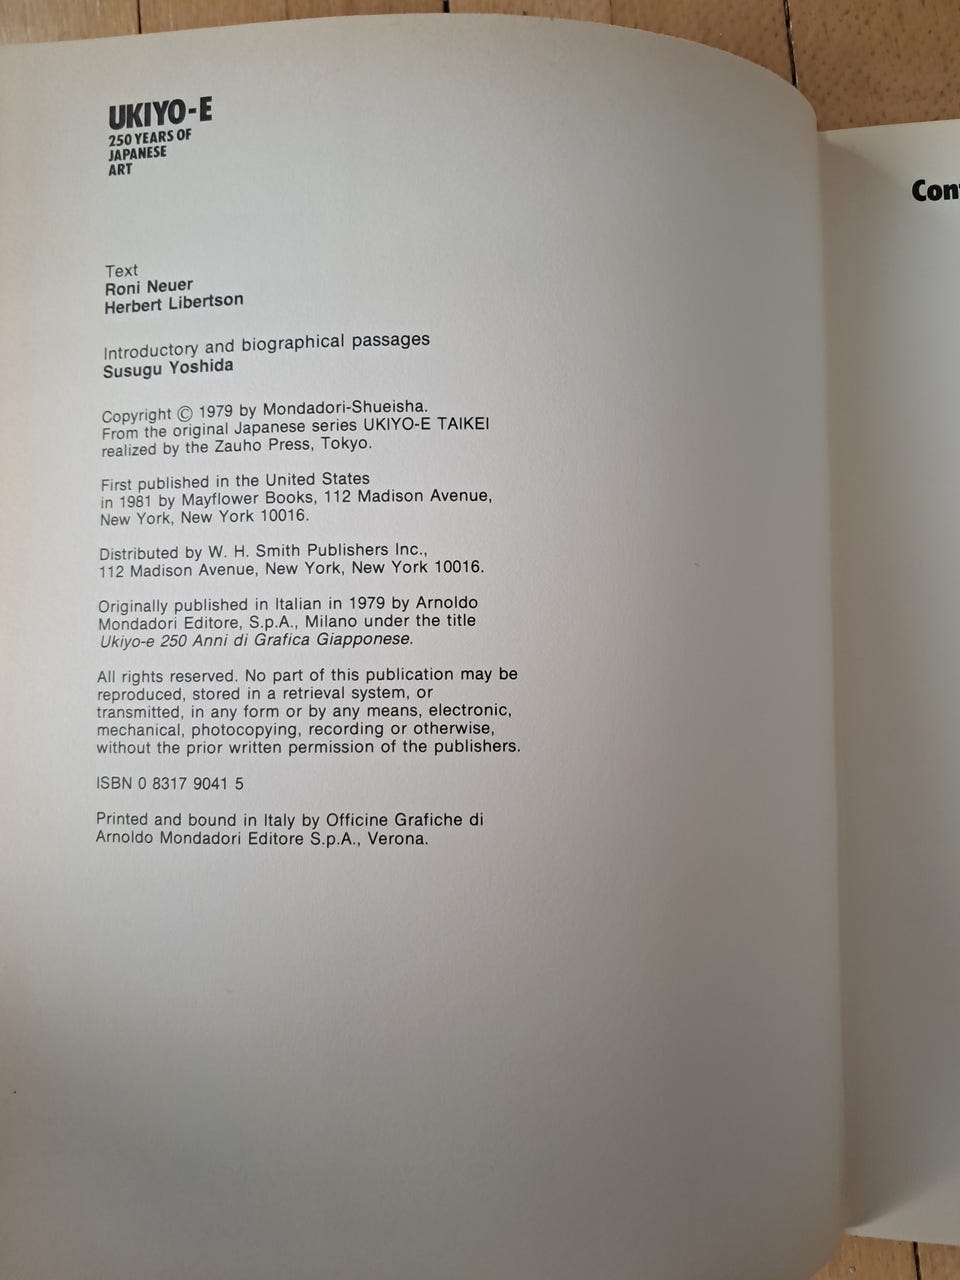 UKIYO-E
250 YEARS OF
JAPANESE
ART
Text
Roni Neuer
Herbert Libertson
Introductory and biographical passages
Susugu Yoshida
Copyright © 1979 by Mondadori-Shueisha.
From the original Japanese series UKIYO-E TAIKEI
realized by the Zauho Press, Tokyo.
First published in the United States
in 1981 by Mayflower Books, 112 Madison Avenue,
New York, New York 10016.
Distributed by W. H. Smith Publishers Inc.,
112 Madison Avenue, New York, New York 10016.
Originally published in Italian in 1979 by Arnoldo
Mondadori Editore, S.p.A., Milano under the title
Ukiyo-e 250 Anni di Grafica Giapponese.
All rights reserved. No part of this publication may be
reproduced, stored in a retrieval system, or
transmitted, in any form or by any means, electronic,
mechanical, photocopying, recording or otherwise,
without the prior written permission of the publishers.
ISBN 0 8317 9041 5
Printed and bound in Italy by Officine Grafiche di
Arnoldo Mondadori Editore S.p.A., Verona.